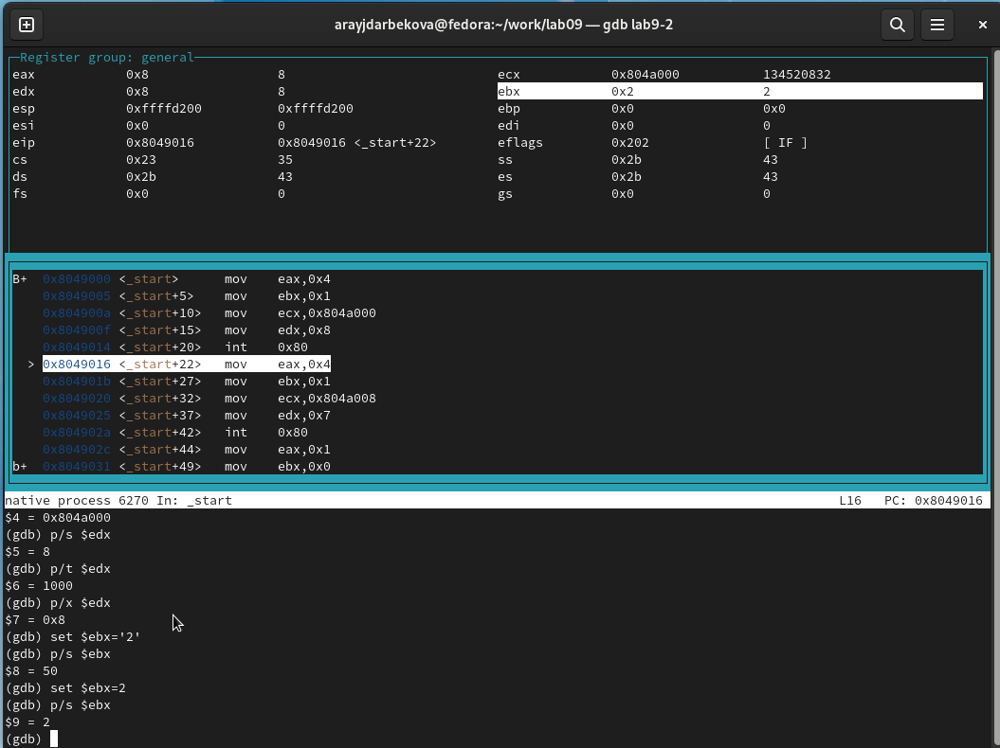 arayjdarbekova@fedora:~/work/lab09 — gdb lab9-2
Register group: general
eax 0x8 8 ecx 0x804a000 134520832
edx 0x8 8 ebx 0x2 2
esp 0xffffd200 0xffffd200 ebp 0x0 0x0
esi 0x0 0 edi 0x0 0
eip 0x8049016 0x8049016 <_start+22> eflags 0x202 [ IF ]
cs 0x23 35 ss 0x2b 43
ds 0x2b 43 es 0x2b 43
fs 0x0 0 gs 0x0 0
B+ 0x8049000 <_start> mov eax,0x4
0x8049005 <_start+5> mov ebx,0x1
0x804900a <_start+10> mov ecx,0x804a000
0x804900f <_start+15> mov edx,0x8
0x8049014 <_start+20> int 0x80
> 0x8049016 <_start+22> mov eax,0x4
0x804901b <_start+27> mov ebx,0x1
0x8049020 <_start+32> mov ecx,0x804a008
0x8049025 <_start+37> mov edx,0x7
0x804902a <_start+42> int 0x80
0x804902c <_start+44> mov eax,0x1
b+ 0x8049031 <_start+49> mov ebx,0x0
native process 6270 In: _start L16 PC: 0x8049016
$4 = 0x804a000
(gdb) p/s $edx
$5 = 8
(gdb) p/t $edx
$6 = 1000
(gdb) p/x $edx
$7 = 0x8
(gdb) set $ebx='2'
(gdb) p/s $ebx
$8 = 50
(gdb) set $ebx=2
(gdb) p/s $ebx
$9 = 2
(gdb)